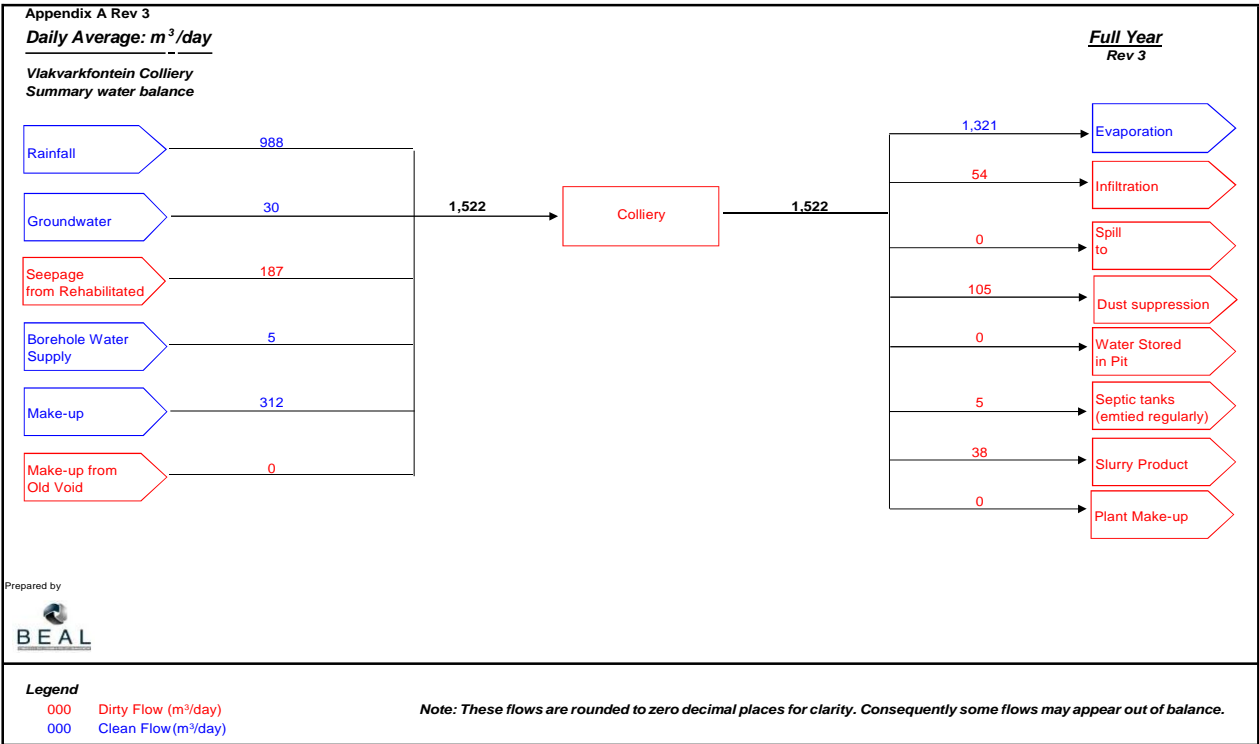 Appendix A Rev 3
Daily Average: m³/day
Full Year
Rev 3
Vlakvarkfontein Colliery
Summary water balance
Rainfall
988
Groundwater
30
Seepage
from Rehabilitated
187
Borehole Water
Supply
5
Make-up
312
Make-up from
Old Void
0
1,522
Colliery
1,522
1,321
Evaporation
54
Infiltration
0
Spill
to
105
Dust suppression
0
Water Stored
in Pit
5
Septic tanks
(emtied regularly)
38
Slurry Product
0
Plant Make-up
Prepared by
BEAL
Legend
000 Dirty Flow (m³/day)
000 Clean Flow(m³/day)
Note: These flows are rounded to zero decimal places for clarity. Consequently some flows may appear out of balance.